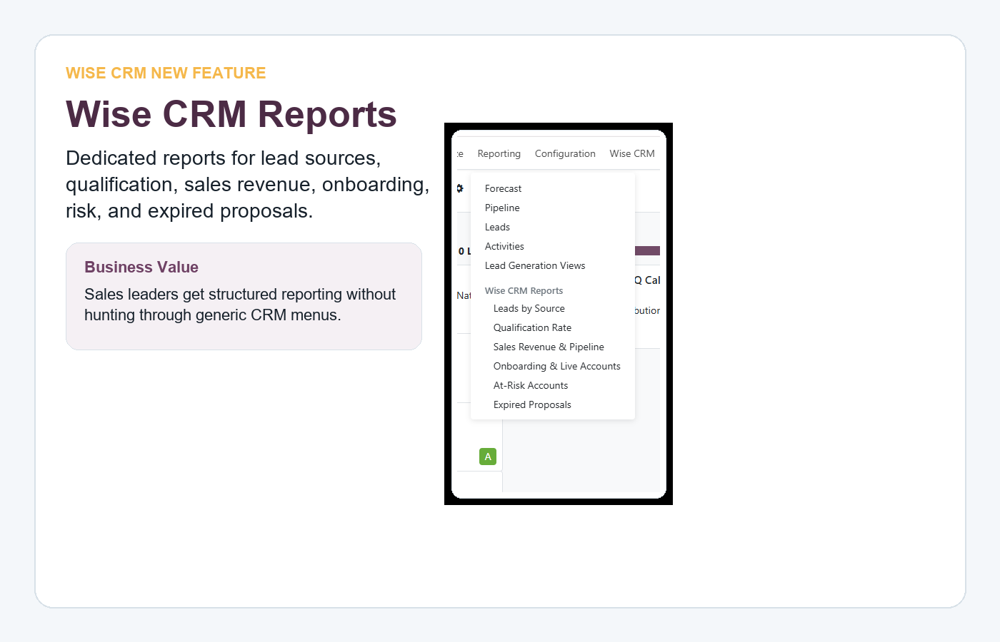 WISE CRM NEW FEATURE
Wise CRM Reports
Dedicated reports for lead sources,
qualification, sales revenue, onboarding,
risk, and expired proposals.
Business Value
Sales leaders get structured reporting without
hunting through generic CRM menus.
Reporting Configuration Wise CRM
Forecast
Pipeline
Leads
0 L
Activities
Lead Generation Views
Q Cal
Wise CRM Reports
Nat
Leads by Source
bution
Qualification Rate
Sales Revenue & Pipeline
Onboarding & Live Accounts
At-Risk Accounts
Expired Proposals
A